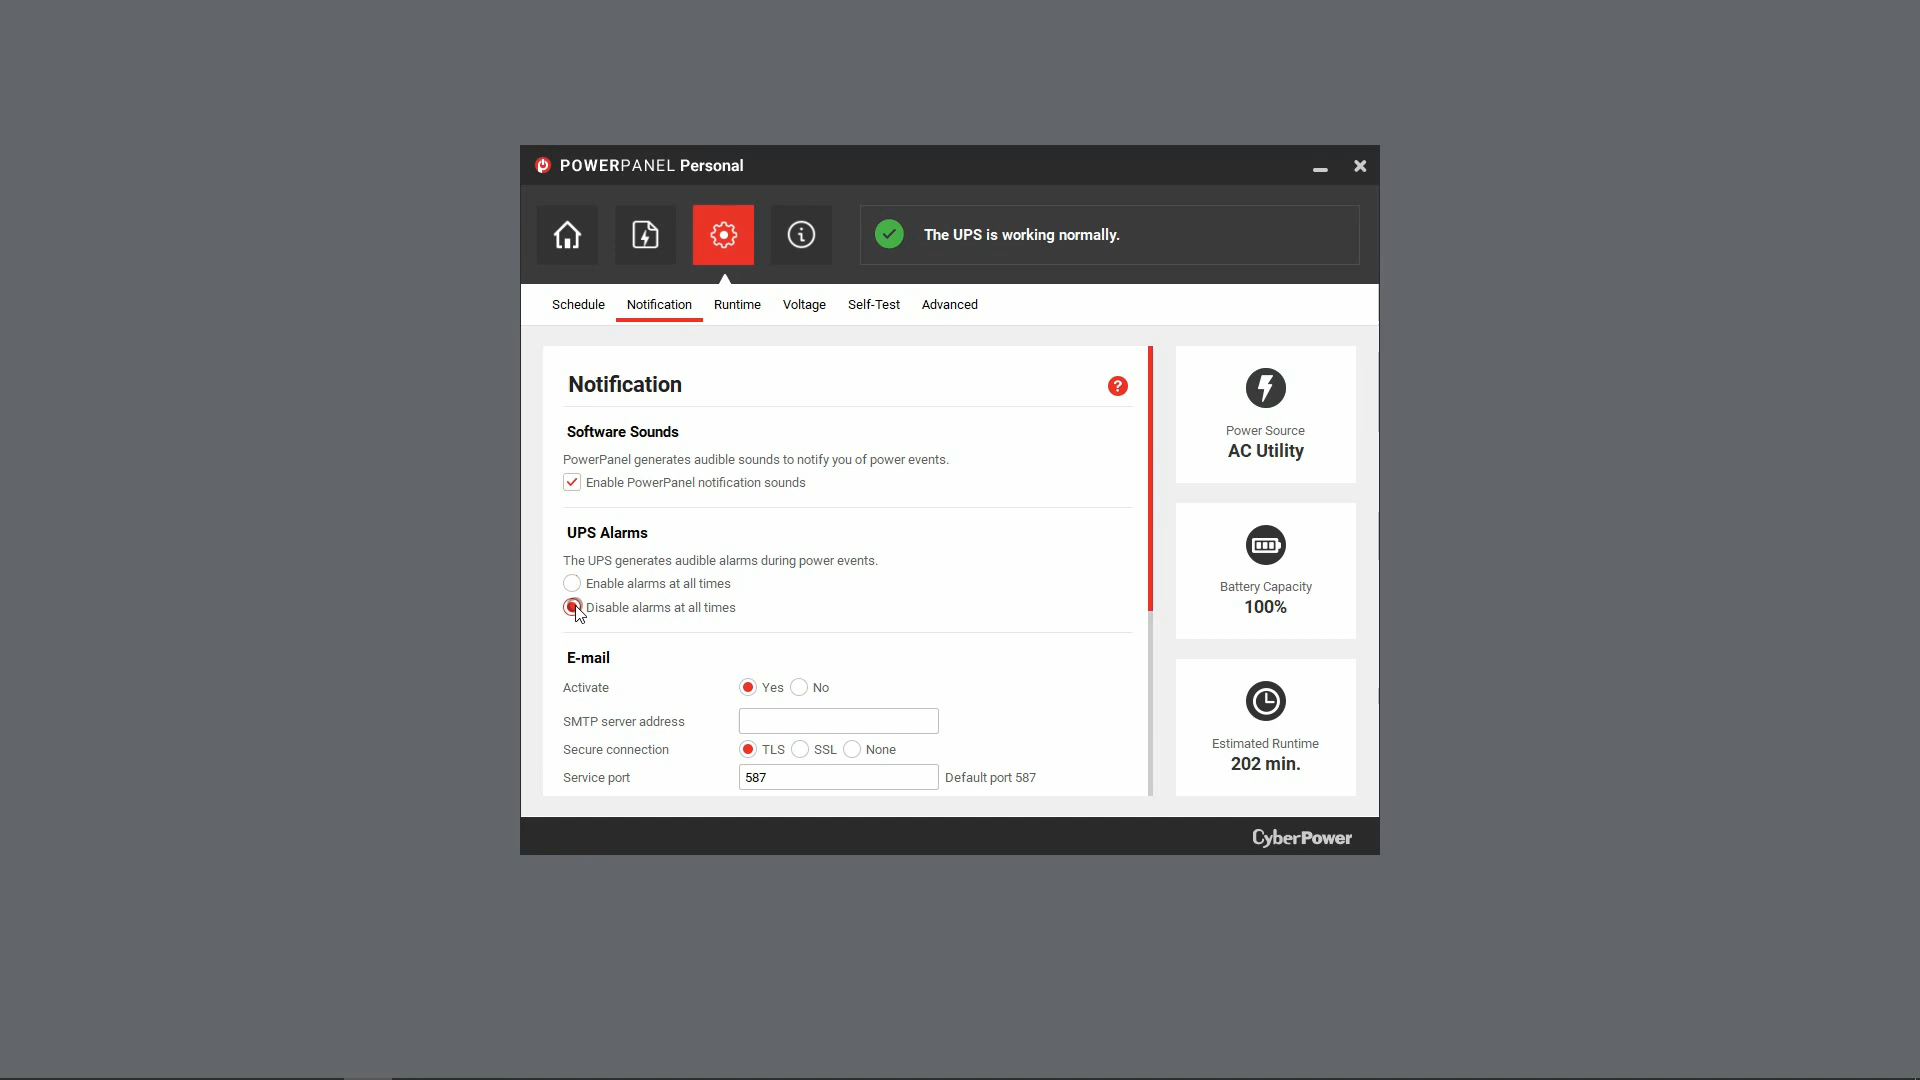 POWERPANEL Personal
The UPS is working normally.
Schedule Notification Runtime Voltage Self-Test Advanced
Notification
?
Software Sounds
PowerPanel generates audible sounds to notify you of power events.
Enable PowerPanel notification sounds
UPS Alarms
The UPS generates audible alarms during power events.
Enable alarms at all times
Disable alarms at all times
E-mail
Activate Yes No
SMTP server address
Secure connection TLS SSL None
Service port 587 Default port 587
Power Source
AC Utility
Battery Capacity
100%
Estimated Runtime
202 min.
CyberPower